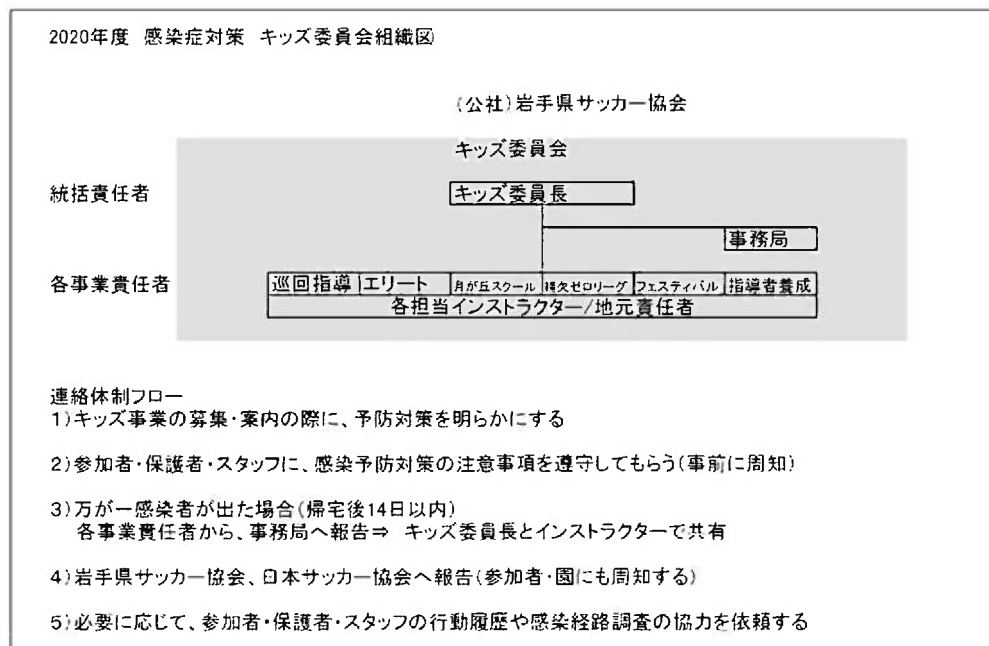 2020年度 感染症対策 キッズ委員会組織図
(公社)岩手県サッカー協会
キッズ委員会
統括責任者
キッズ委員長
事務局
各事業責任者
巡回指導 エリート 月が丘スクール ゼロリーグ フェスティバル 指導者養成
各担当インストラクター/地元責任者
連絡体制フロー
1)キッズ事業の募集・案内の際に、予防対策を明らかにする
2)参加者・保護者・スタッフに、感染予防対策の注意事項を遵守してもらう(事前に周知)
3)万が一感染者が出た場合(帰宅後14日以内)
各事業責任者から、事務局へ報告⇒ キッズ委員長とインストラクターで共有
4)岩手県サッカー協会、日本サッカー協会へ報告(参加者・園にも周知する)
5)必要に応じて、参加者・保護者・スタッフの行動履歴や感染経路調査の協力を依頼する